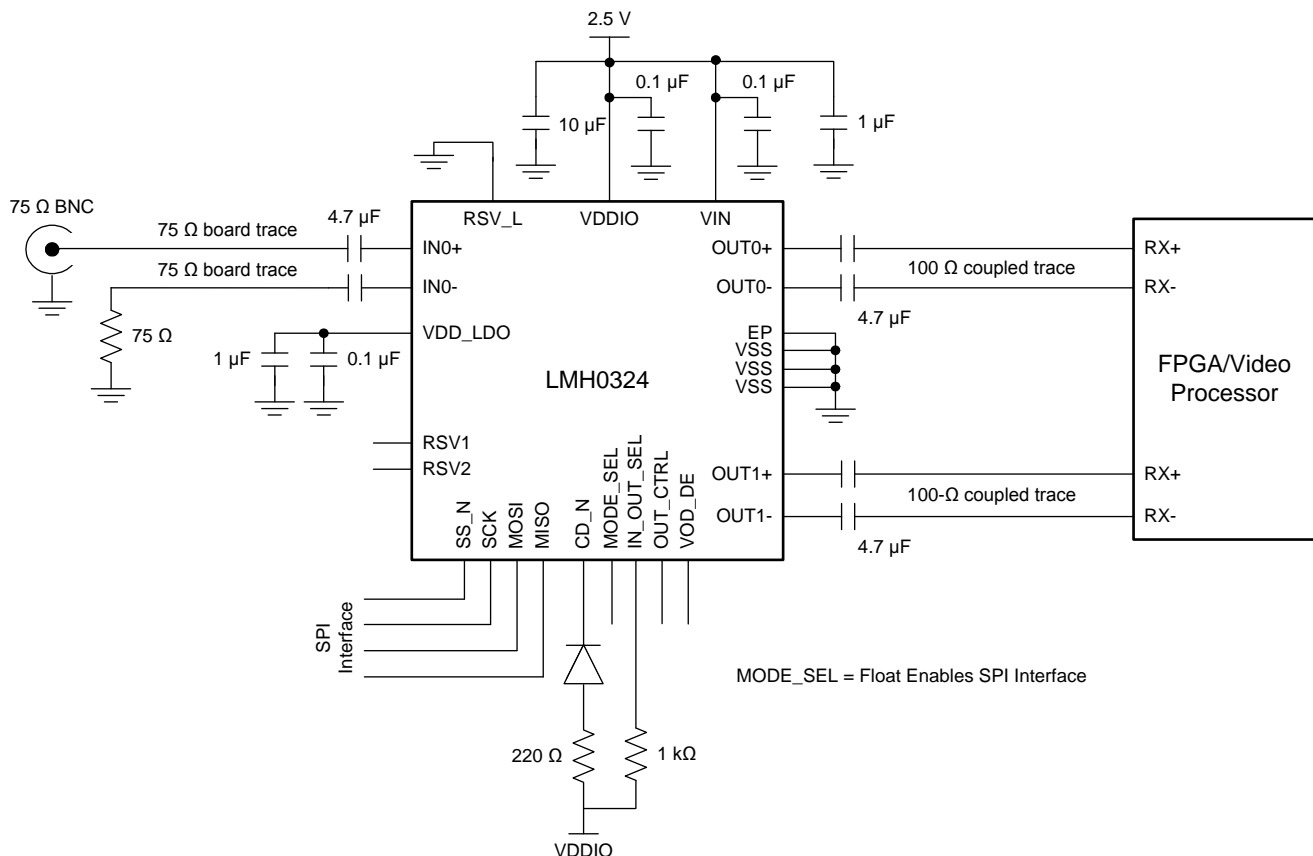 2.5 V
0.1 µF
0.1 µF
10 µF
1 µF
75 Ω BNC
75 Ω board trace
4.7 µF
75 Ω board trace
75 Ω
RSV_L
VDDIO
VIN
IN0+
IN0-
VDD_LDO
1 µF
0.1 µF
LMH0324
OUT0+
OUT0-
EP
VSS
VSS
VSS
100 Ω coupled trace
4.7 µF
RX+
RX-
FPGA/Video
Processor
RSV1
RSV2
OUT1+
OUT1-
100-Ω coupled trace
4.7 µF
RX+
RX-
SS_N
SCK
MOSI
MISO
CD_N
MODE_SEL
IN_OUT_SEL
OUT_CTRL
VOD_DE
SPI
Interface
MODE_SEL = Float Enables SPI Interface
220 Ω
1 kΩ
VDDIO